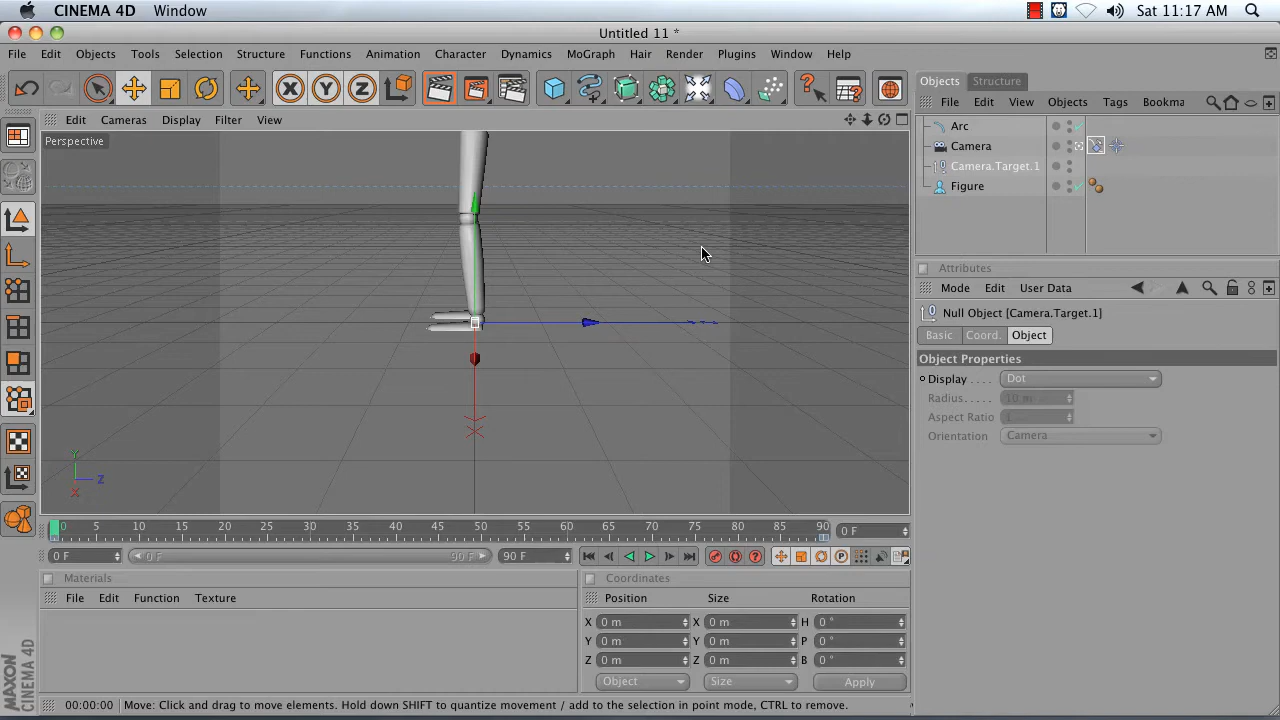 CINEMA 4D Window Sat 11:17 AM
Untitled 11 *
File Edit Objects Tools Selection Structure Functions Animation Character Dynamics MoGraph Hair Render Plugins Window Help
X Y Z
Objects Structure
File Edit View Objects Tags Bookma
Edit Cameras Display Filter View
Perspective
Arc
Camera
Camera.Target.1
Figure
Attributes
Mode Edit User Data
Null Object [Camera.Target.1]
Basic Coord. Object
Object Properties
Display . . . . Dot
Radius. . . . . 10 m
Aspect Ratio 1
Orientation Camera
Y
Z
X
0 5 10 15 20 25 30 35 40 45 50 55 60 65 70 75 80 85 90 0 F
0 F 0 F 90 F 90 F
Materials
File Edit Function Texture
Coordinates
Position Size Rotation
X 0 m X 0 m H 0 °
Y 0 m Y 0 m P 0 °
Z 0 m Z 0 m B 0 °
Object Size Apply
MAXON
CINEMA 4D
00:00:00 Move: Click and drag to move elements. Hold down SHIFT to quantize movement / add to the selection in point mode, CTRL to remove.